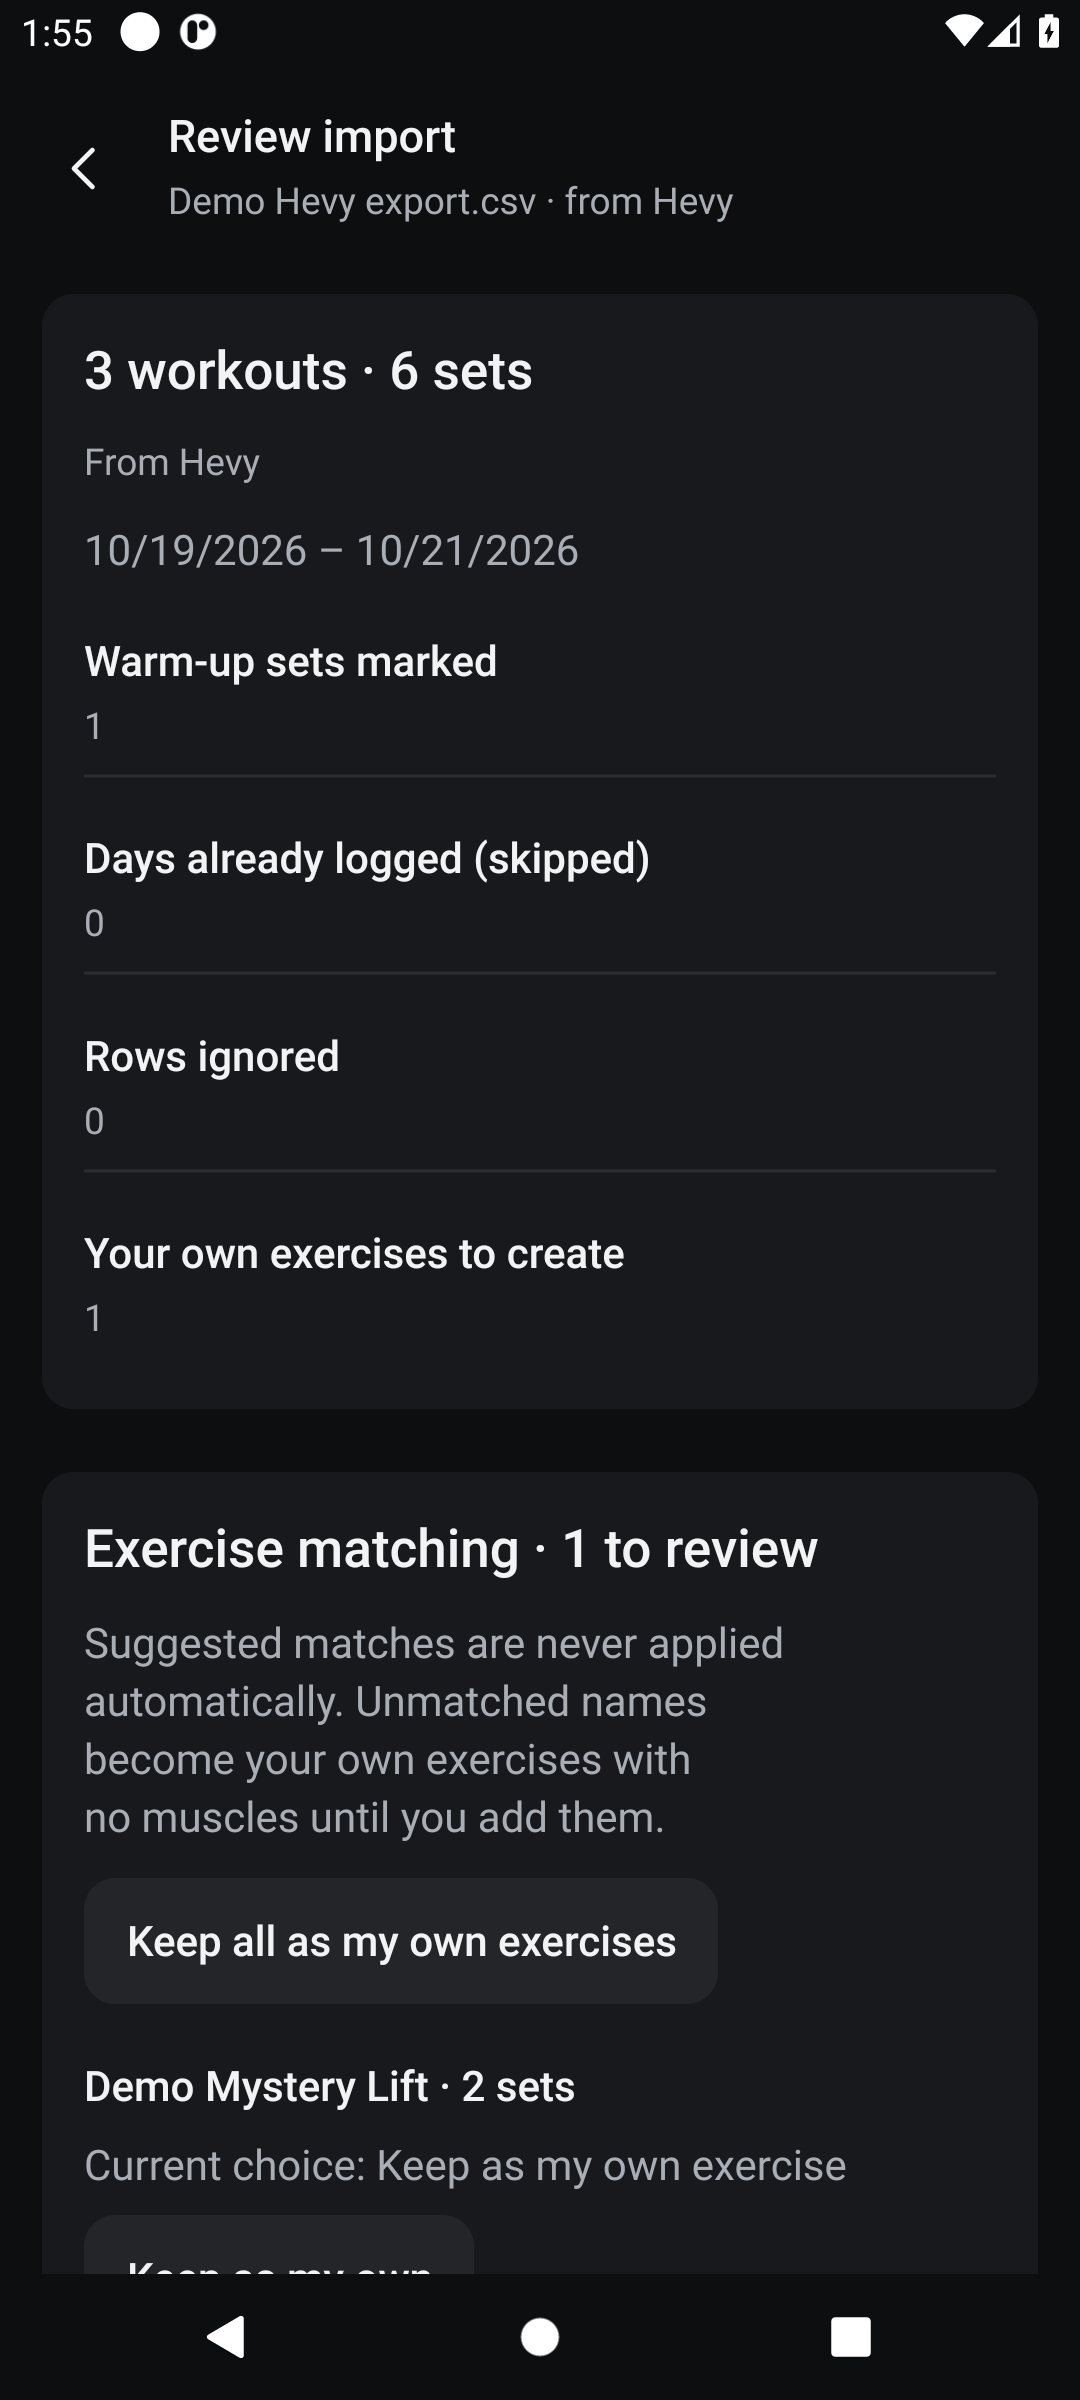 1:55
Review import
Demo Hevy export.csv · from Hevy
3 workouts · 6 sets
From Hevy
10/19/2026 – 10/21/2026
Warm-up sets marked
1
Days already logged (skipped)
0
Rows ignored
0
Your own exercises to create
1
Exercise matching · 1 to review
Suggested matches are never applied
automatically. Unmatched names
become your own exercises with
no muscles until you add them.
Keep all as my own exercises
Demo Mystery Lift · 2 sets
Current choice: Keep as my own exercise
Keep as my own